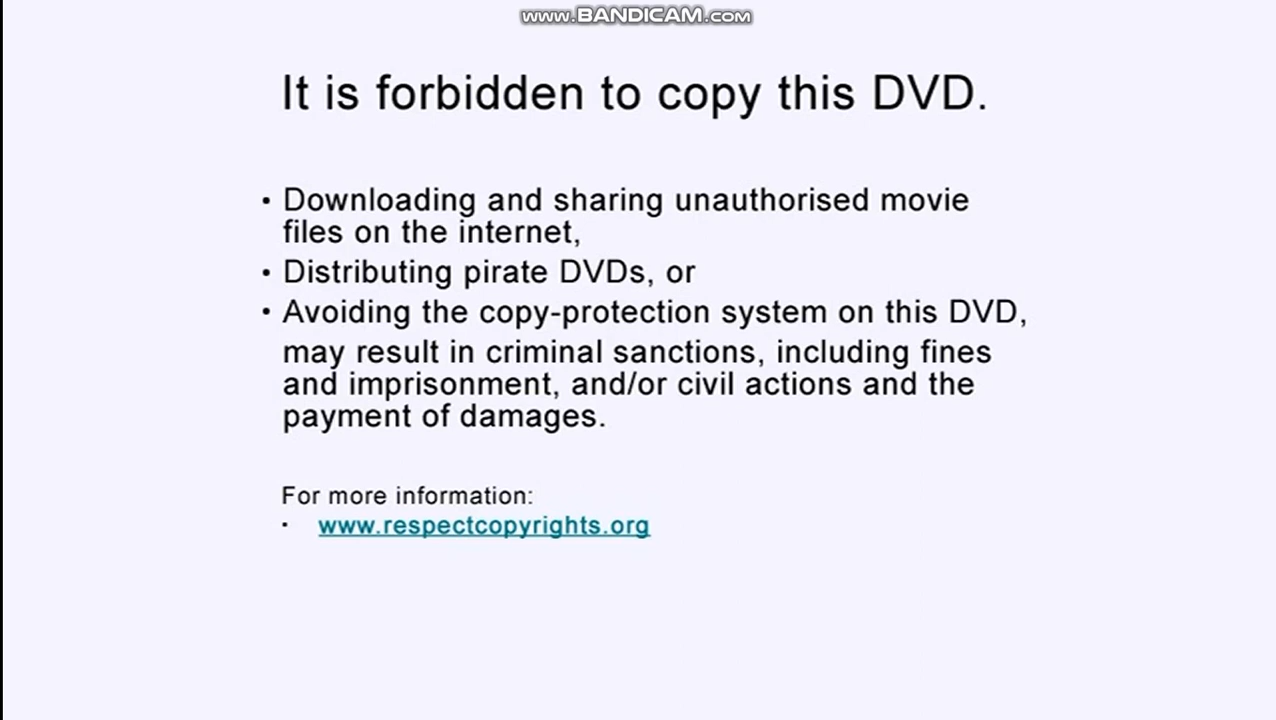 www.BANDICAM.com
It is forbidden to copy this DVD.
• Downloading and sharing unauthorised movie
files on the internet,
• Distributing pirate DVDs, or
• Avoiding the copy-protection system on this DVD,
may result in criminal sanctions, including fines
and imprisonment, and/or civil actions and the
payment of damages.
For more information:
• www.respectcopyrights.org